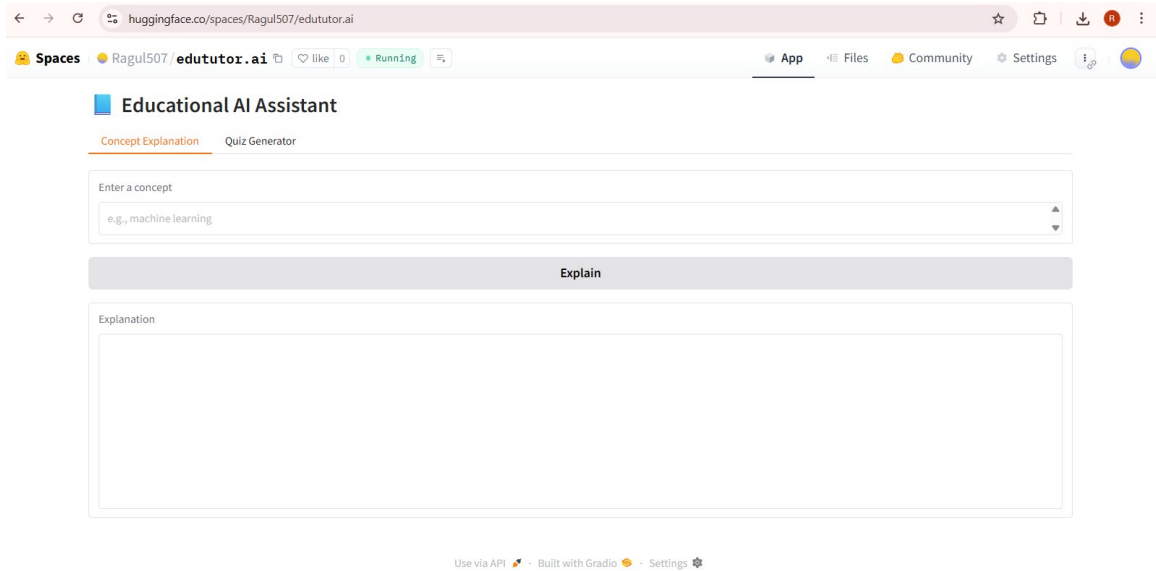 huggingface.co/spaces/Ragul507/edututor.ai
R
Spaces Ragul507/edututor.ai like 0 Running App Files Community Settings
Educational AI Assistant
Concept Explanation Quiz Generator
Enter a concept
e.g., machine learning
Explain
Explanation
Use via API · Built with Gradio · Settings